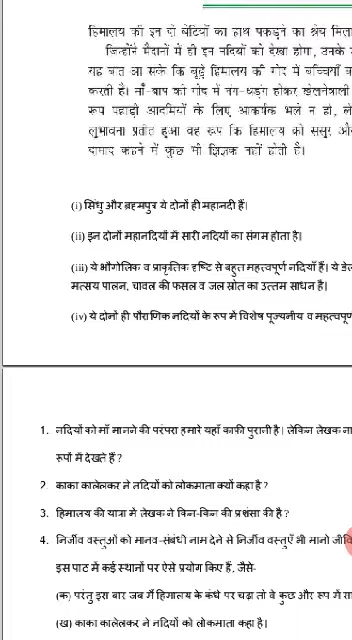 हिमालय की इन दो बेटियों का हाथ पकड़ने का श्रेय मिला
जिन्होंने मैदानों में ही इन नदियों को देखा होगा, उनके
यह बात आ सके कि बूढ़े हिमालय की गोद में बच्चियाँ
करती हैं। माँ-बाप की गोद में नंग-धड़ंग होकर खेलनेवाली
रूप पहाड़ी आदमियों के लिए आकर्षक भले न हो,
लुभावना प्रतीत हुआ वह रूप कि हिमालय को ससुर और
दामाद कहने में कुछ भी झिझक नहीं होती है।
(i) सिंधु और ब्रह्मपुत्र ये दोनों ही महानदी हैं।
(ii) इन दोनों महानदियों में सारी नदियों का संगम होता है।
(iii) ये भौगोलिक व प्राकृतिक दृष्टि से बहुत महत्वपूर्ण नदियाँ हैं। ये
मत्सय पालन, चावल की फसल व जल स्रोत का उत्तम साधन है।
(iv) ये दोनों ही पौराणिक नदियों के रूप में विशेष पूज्यनीय व महत्वपूर्ण
1. नदियों को माँ मानने की परंपरा हमारे यहाँ काफ़ी पुरानी है। लेकिन लेखक
रूपों में देखते हैं ?
2. काका कालेलकर ने नदियों को लोकमाता क्यों कहा है ?
3. हिमालय की यात्रा में लेखक ने किन-किन की प्रशंसा की है ?
4. निर्जीव वस्तुओं को मानव-संबंधी नाम देने से निर्जीव वस्तुएँ भी मानो
इस पाठ में कई स्थानों पर ऐसे प्रयोग किए हैं, जैसे-
(क) परंतु इस बार जब मैं हिमालय के कंधे पर चढ़ा तो वे कुछ और रूप में
(ख) काका कालेलकर ने नदियों को लोकमाता कहा है।